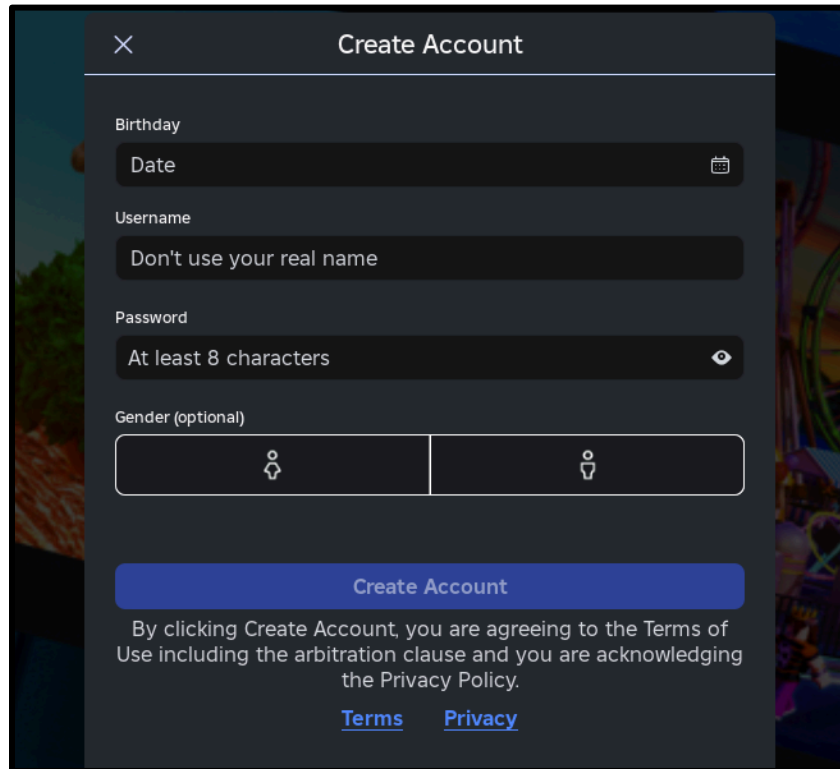 Create Account
Birthday
Date
Username
Don't use your real name
Password
At least 8 characters
Gender (optional)
Create Account
By clicking Create Account, you are agreeing to the Terms of
Use including the arbitration clause and you are acknowledging
the Privacy Policy.
Terms Privacy